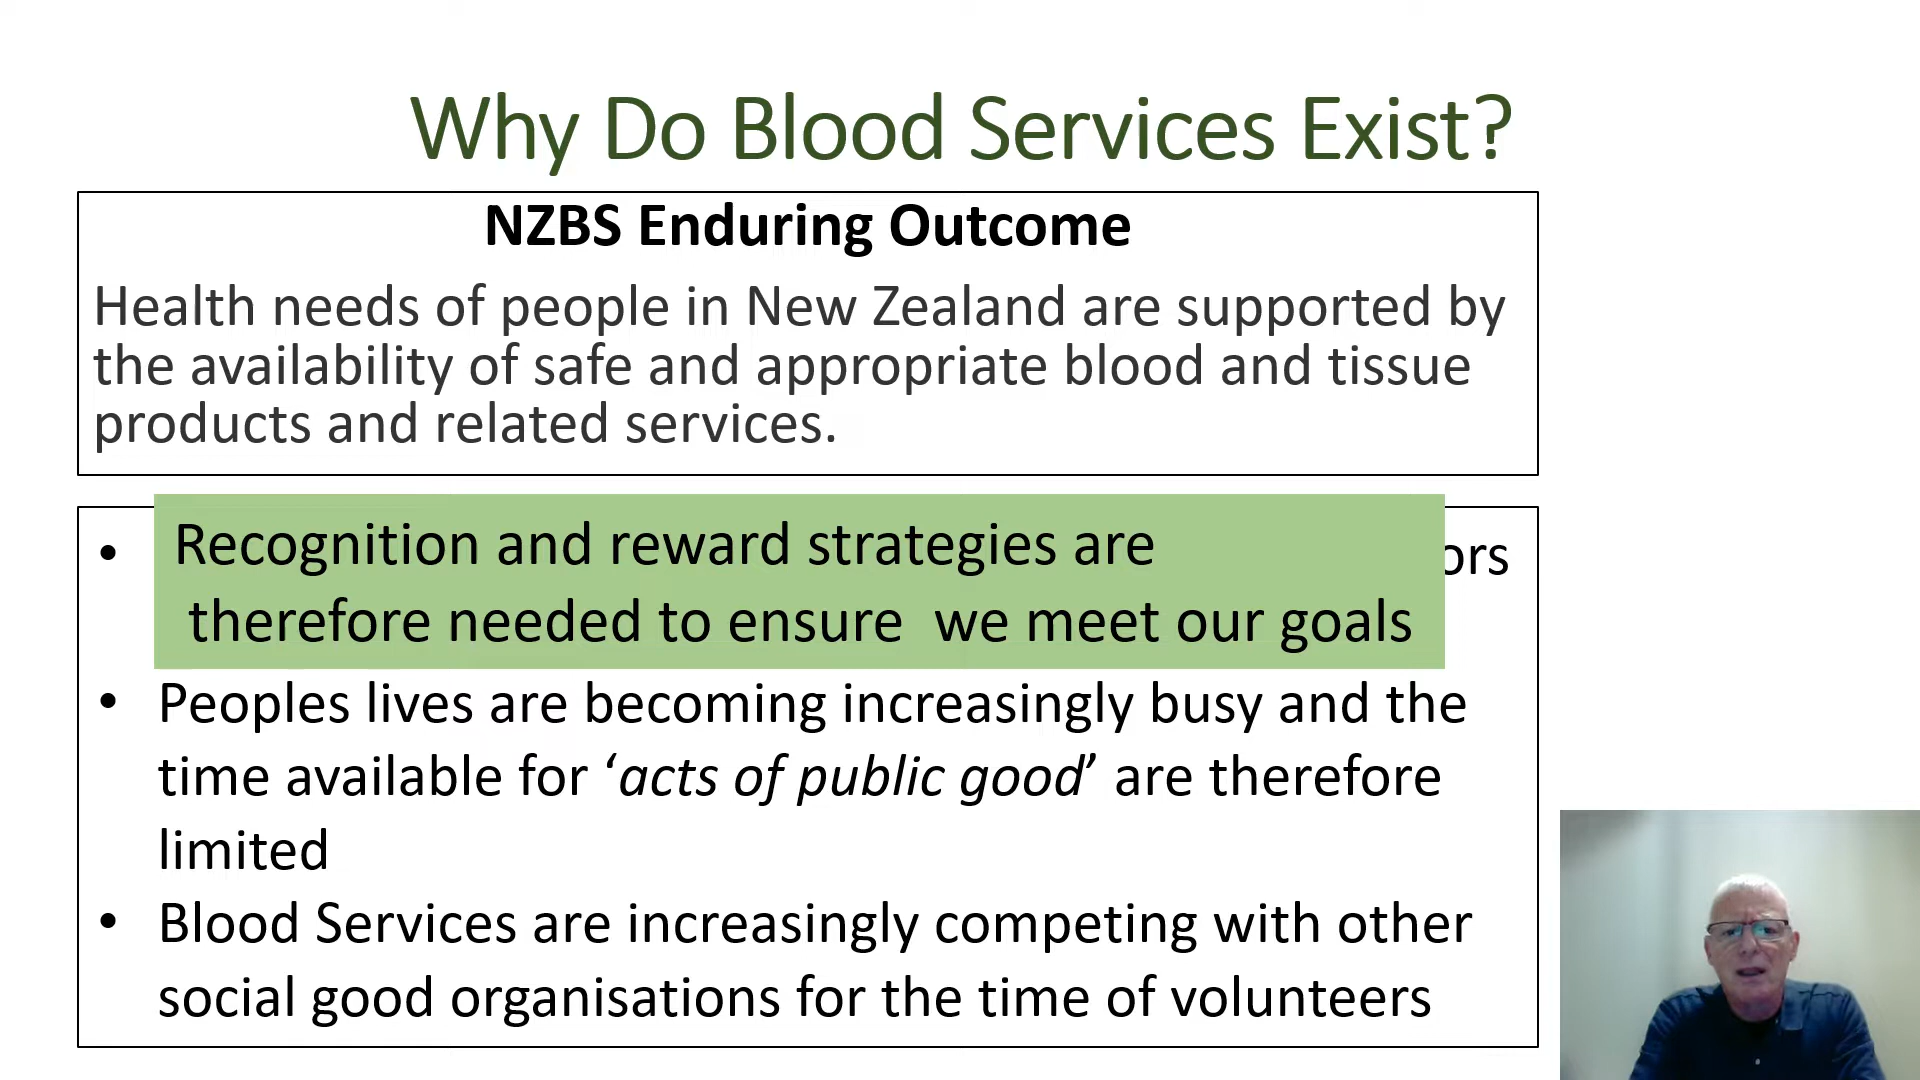 Why Do Blood Services Exist?
NZBS Enduring Outcome
Health needs of people in New Zealand are supported by
the availability of safe and appropriate blood and tissue
products and related services.
Recognition and reward strategies are
therefore needed to ensure we meet our goals
• Peoples lives are becoming increasingly busy and the
time available for ‘acts of public good’ are therefore
limited
• Blood Services are increasingly competing with other
social good organisations for the time of volunteers